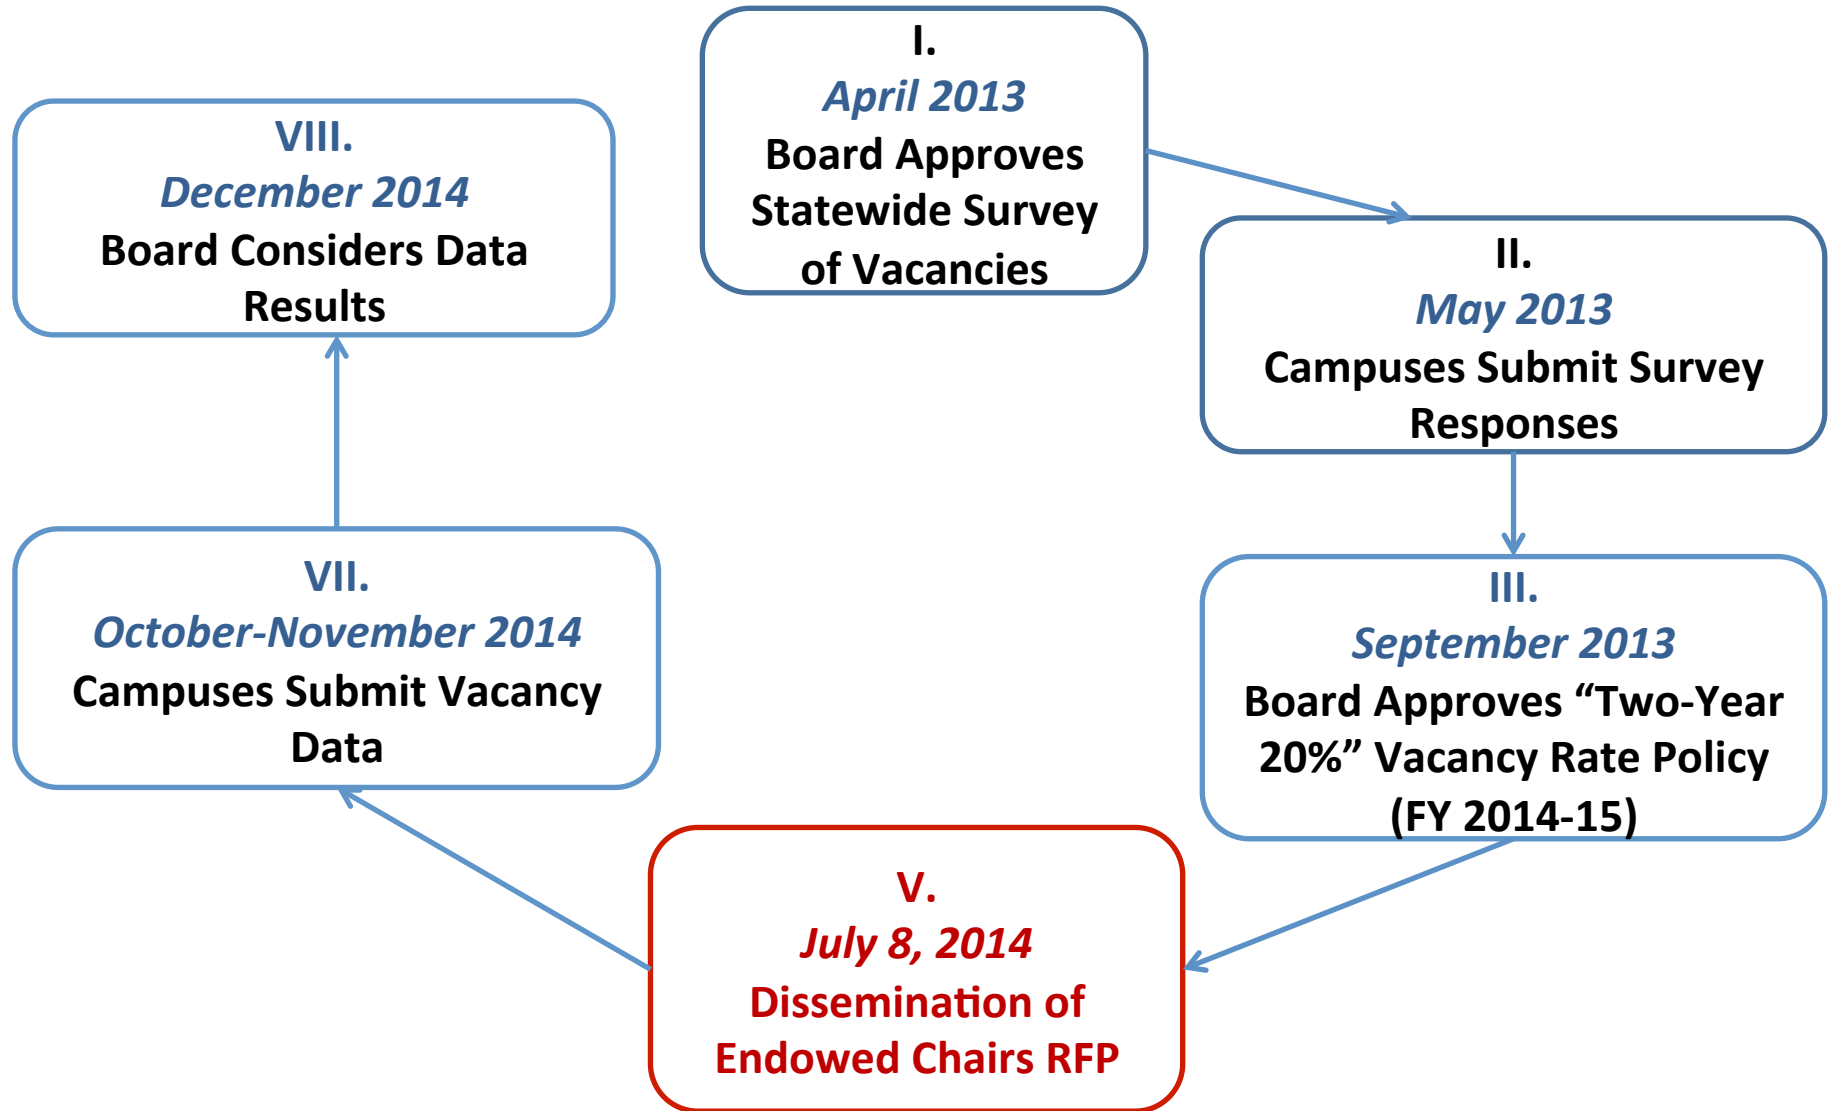 I.
April 2013
Board Approves
Statewide Survey
of Vacancies
II.
May 2013
Campuses Submit Survey
Responses
III.
September 2013
Board Approves “Two-Year
20%” Vacancy Rate Policy
(FY 2014-15)
V.
July 8, 2014
Dissemination of
Endowed Chairs RFP
VII.
October-November 2014
Campuses Submit Vacancy
Data
VIII.
December 2014
Board Considers Data
Results